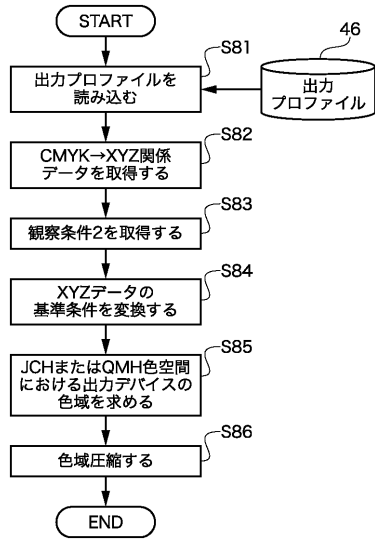 START
S81
出力プロファイルを
読み込む
46
出力
プロファイル
S82
CMYK→XYZ関係
データを取得する
S83
観察条件2を取得する
S84
XYZデータの
基準条件を変換する
S85
JCHまたはQMH色空間
における出力デバイスの
色域を求める
S86
色域圧縮する
END